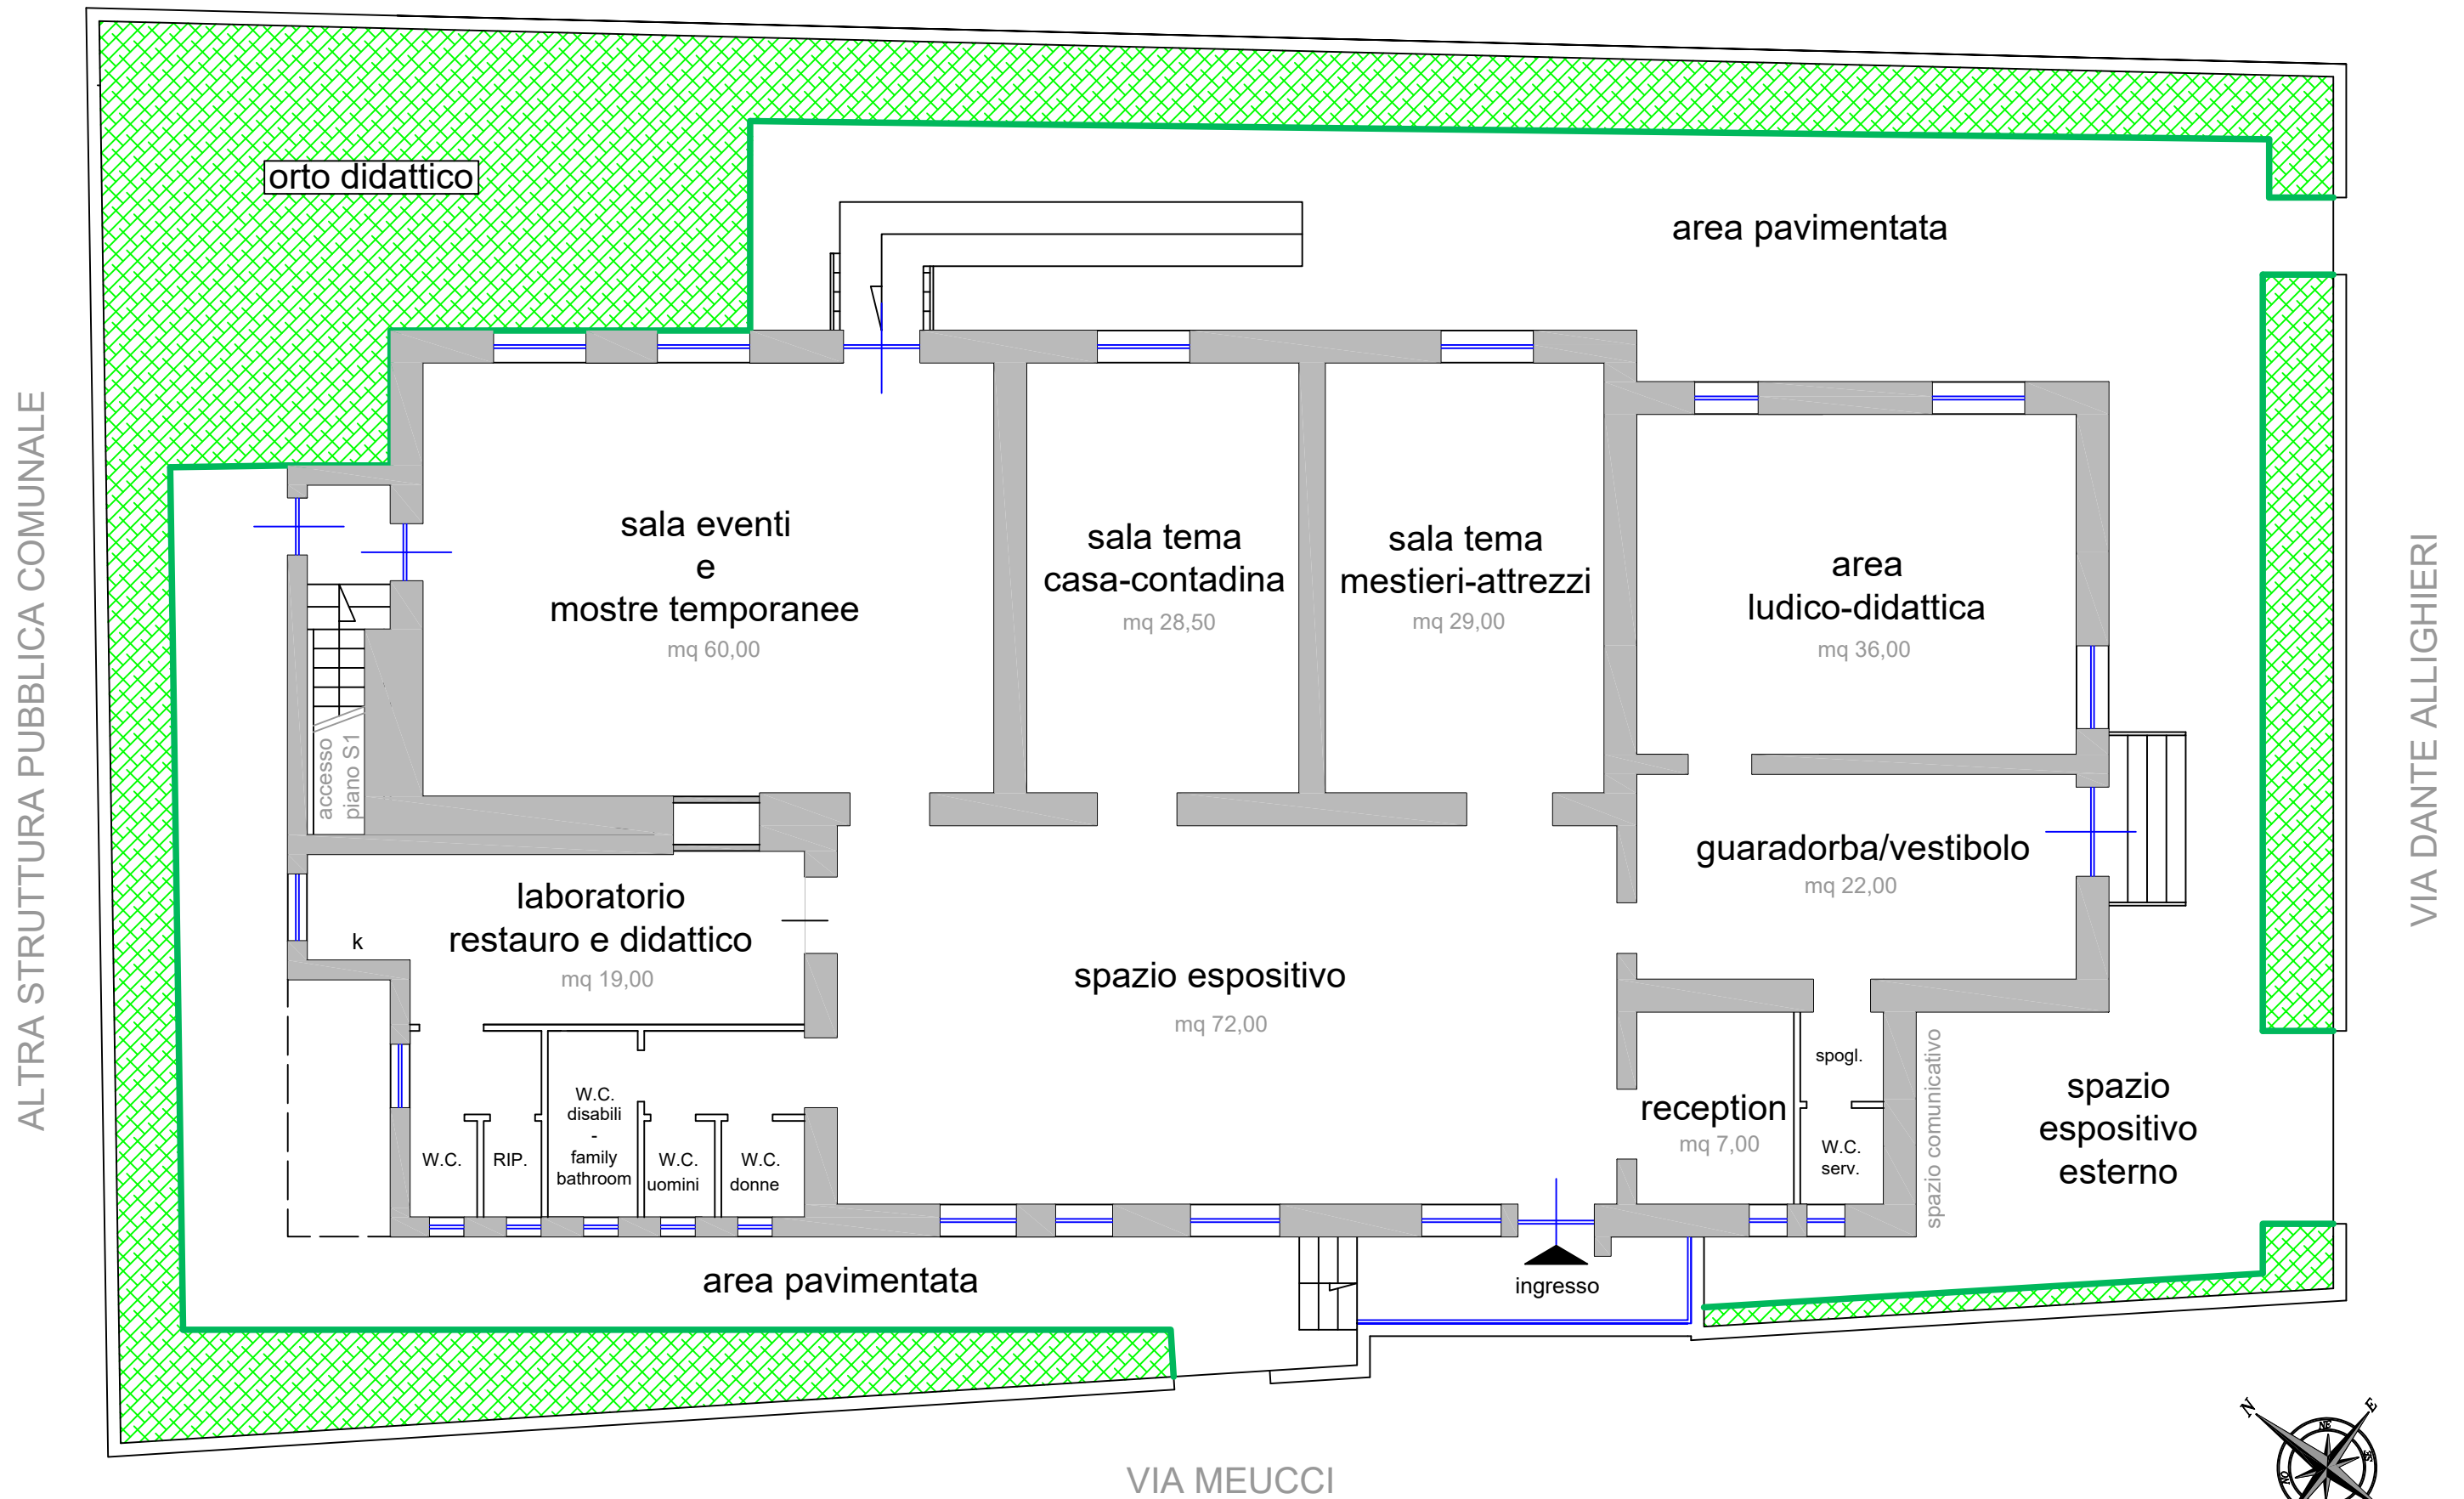 orto didattico
area pavimentata
ALTRA STRUTTURA PUBBLICA COMUNALE
VIA DANTE ALLIGHIERI
sala eventi
e
mostre temporanee
mq 60,00
sala tema
casa-contadina
mq 28,50
sala tema
mestieri-attrezzi
mq 29,00
area
ludico-didattica
mq 36,00
accesso
piano S1
guaradorba/vestibolo
mq 22,00
laboratorio
restauro e didattico
mq 19,00
k
spazio espositivo
mq 72,00
reception
mq 7,00
spogl.
W.C.
serv.
spazio comunicativo
spazio
espositivo
esterno
W.C.
RIP.
W.C.
disabili
-
family
bathroom
W.C.
uomini
W.C.
donne
area pavimentata
ingresso
VIA MEUCCI
N
E
NE